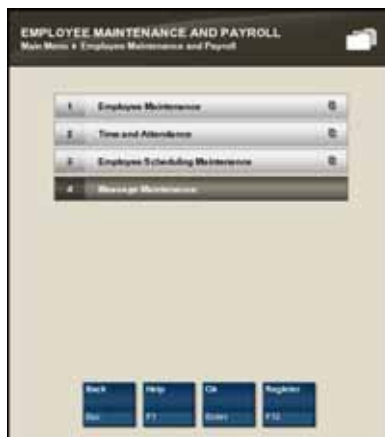 EMPLOYEE MAINTENANCE AND PAYROLL
Main Menu Employee Maintenance and Payroll
1 Employee Maintenance
2 Time and Attendance
3 Employee Scheduling Maintenance
4 Message Maintenance
Back Help Ok Register
Esc F1 Enter F12